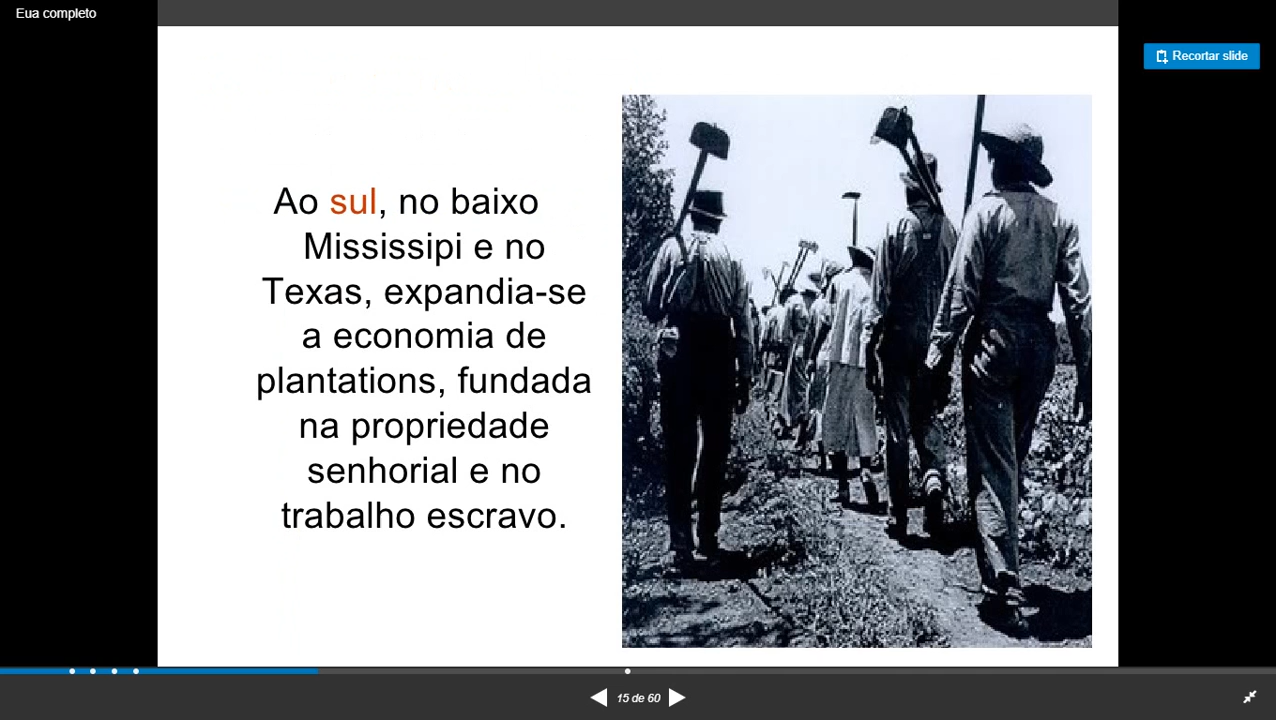 Eua completo
Recortar slide
Ao sul, no baixo
Mississipi e no
Texas, expandia-se
a economia de
plantations, fundada
na propriedade
senhorial e no
trabalho escravo.
15 de 60